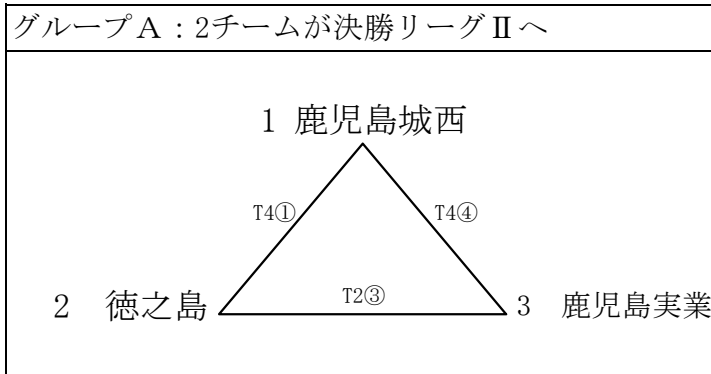 グループＡ：2チームが決勝リーグⅡへ
1 鹿児島城西
T4①
T4④
2 徳之島
T2③
3 鹿児島実業